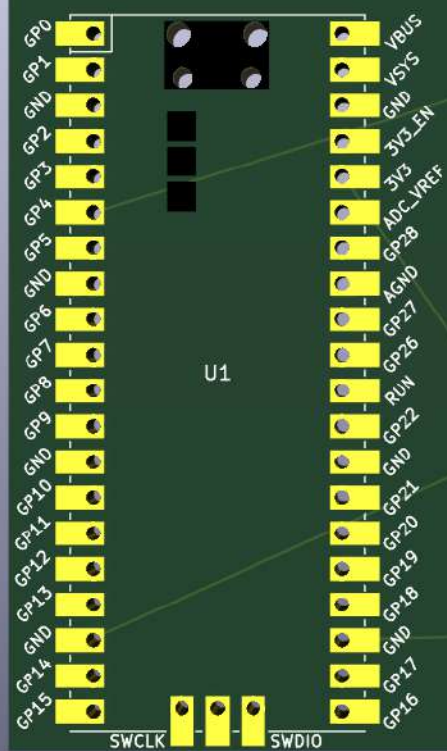 GP0
GP1
GND
GP2
GP3
GP4
GP5
GND
GP6
GP7
GP8
GP9
GND
GP10
GP11
GP12
GP13
GND
GP14
GP15
U1
SWCLK
SWDIO
VBUS
VSYS
GND
3V3_EN
3V3
ADC_VREF
GP28
AGND
GP27
GP26
RUN
GP22
GND
GP21
GP20
GP19
GP18
GND
GP17
GP16